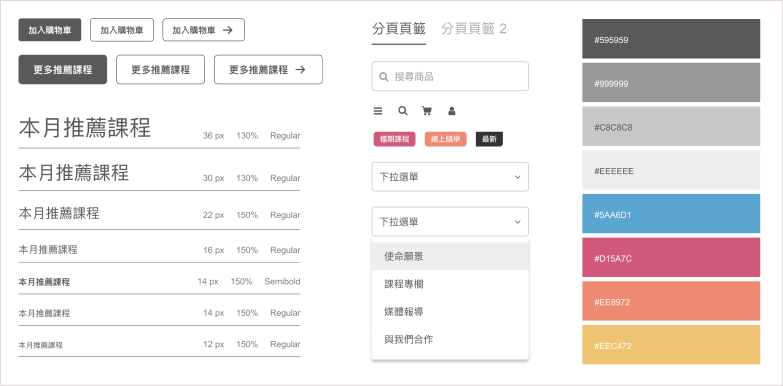 加入購物車
加入購物車
加入購物車
更多推薦課程
更多推薦課程
更多推薦課程
本月推薦課程 36 px 130% Regular
本月推薦課程 30 px 130% Regular
本月推薦課程 22 px 150% Regular
本月推薦課程 16 px 150% Regular
本月推薦課程 14 px 150% Semibold
本月推薦課程 14 px 150% Regular
本月推薦課程 12 px 150% Regular
分頁頁籤 分頁頁籤 2
搜尋商品
檔期課程 線上隨學 最新
下拉選單
下拉選單
使命願景
課程專欄
媒體報導
與我們合作
#595959
#999999
#C8C8C8
#EEEEEE
#5AA6D1
#D15A7C
#EE8972
#EEC472